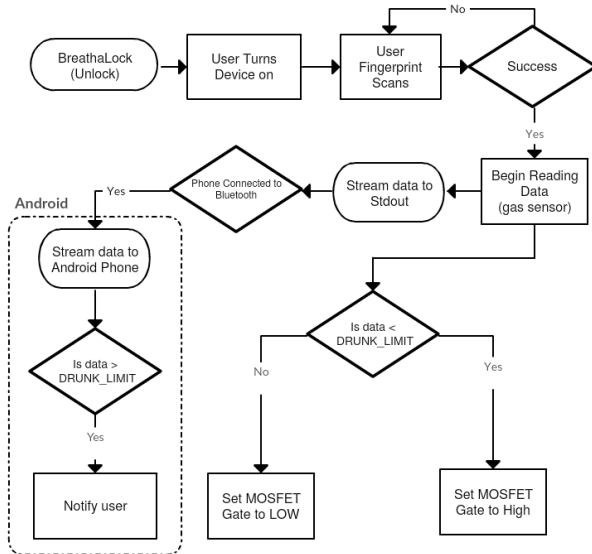 No
BreathaLock
(Unlock)
User Turns
Device on
User
Fingerprint
Scans
Success
Yes
Phone Connected to
Bluetooth
Stream data to
Stdout
Begin Reading
Data
(gas sensor)
Yes
Android
Stream data to
Android Phone
Is data <
DRUNK_LIMIT
Is data >
DRUNK_LIMIT
No
Yes
Yes
Notify user
Set MOSFET
Gate to LOW
Set MOSFET
Gate to High